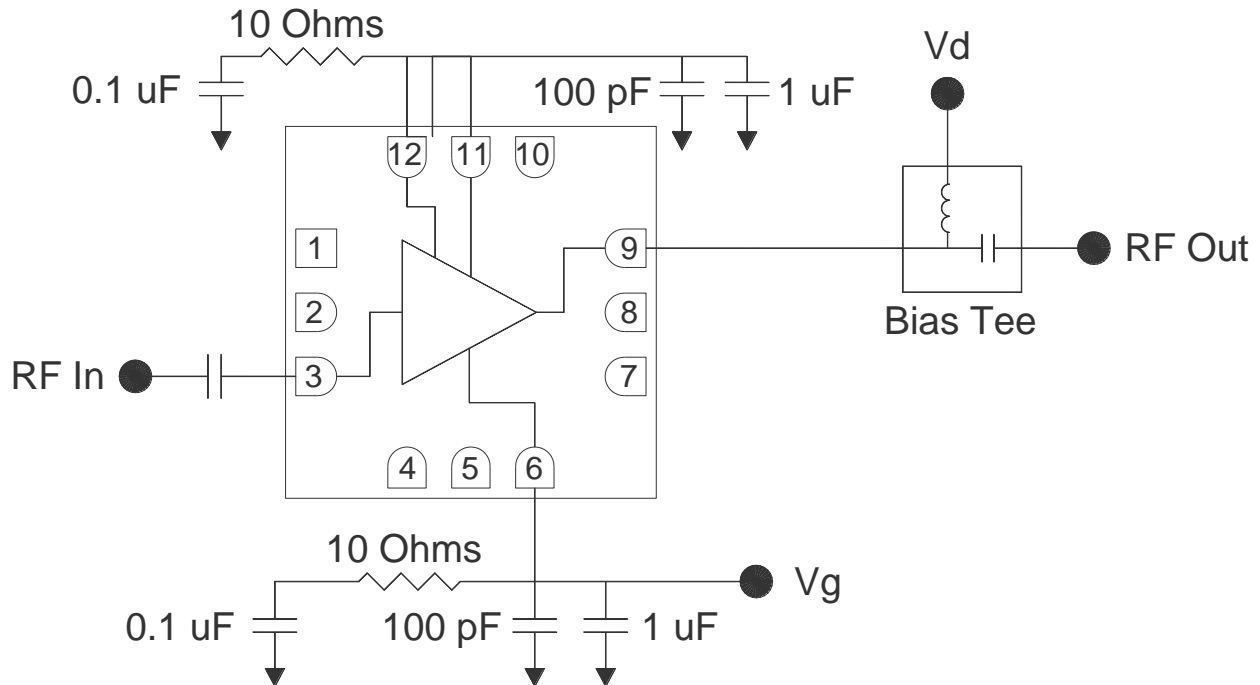 10 Ohms
Vd
0.1 uF
100 pF
1 uF
12
11
10
1
9
RF Out
2
8
Bias Tee
RF In
3
7
4
5
6
10 Ohms
Vg
0.1 uF
100 pF
1 uF